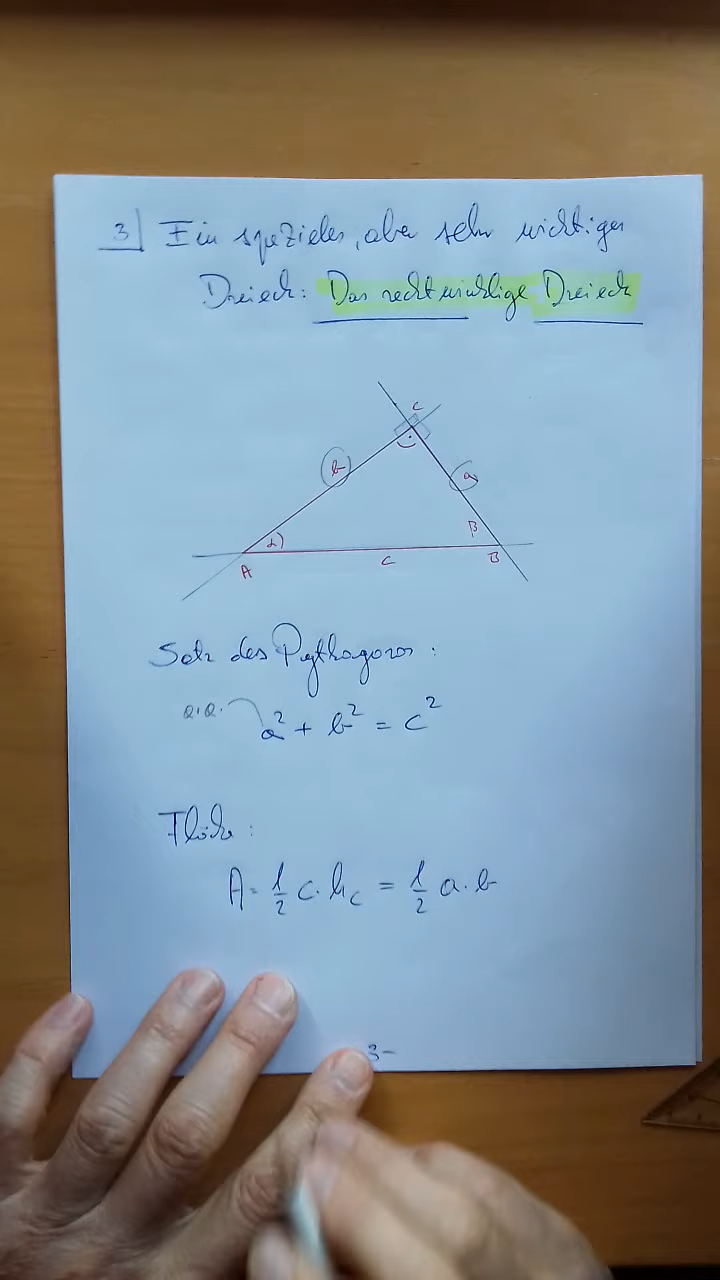 3| Ein spezieles, aber sehr wichtiges
Dreieck: Das rechtwinklige Dreieck
C
b
a
α
β
A
c
B
Satz des Pythagoras:
a·a·
a² + b² = c²
Fläche:
A = 1/2 c · h_c = 1/2 a · b
3-